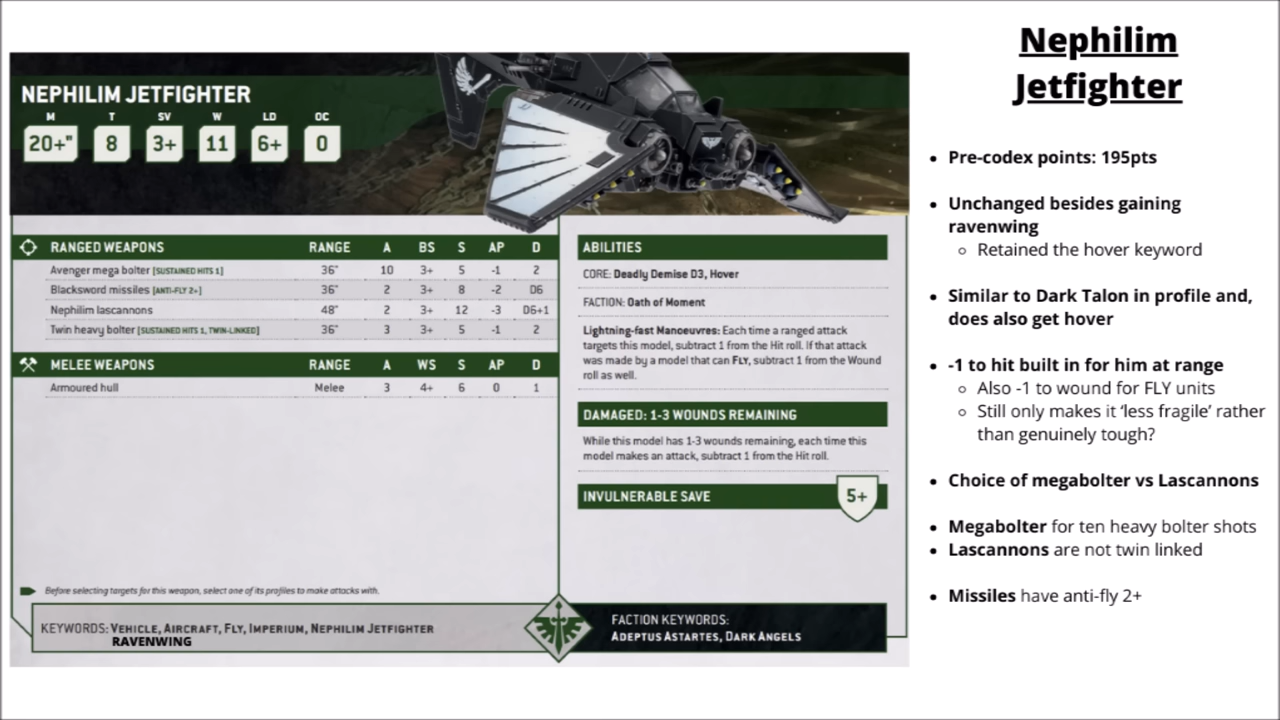 NEPHILIM JETFIGHTER
M T SV W LD OC
20+" 8 3+ 11 6+ 0
RANGED WEAPONS RANGE A BS S AP D
Avenger mega bolter [SUSTAINED HITS 1] 36" 10 3+ 5 -1 2
Blacksword missiles [ANTI-FLY 2+] 36" 2 3+ 8 -2 D6
Nephilim lascannons 48" 2 3+ 12 -3 D6+1
Twin heavy bolter [SUSTAINED HITS 1, TWIN-LINKED] 36" 3 3+ 5 -1 2
MELEE WEAPONS RANGE A WS S AP D
Armoured hull Melee 3 4+ 6 0 1
Before selecting targets for this weapon, select one of its profiles to make attacks with.
KEYWORDS: VEHICLE, AIRCRAFT, FLY, IMPERIUM, NEPHILIM JETFIGHTER
RAVENWING
ABILITIES
CORE: Deadly Demise D3, Hover
FACTION: Oath of Moment
Lightning-fast Manoeuvres: Each time a ranged attack
targets this model, subtract 1 from the Hit roll. If that attack
was made by a model that can FLY, subtract 1 from the Wound
roll as well.
DAMAGED: 1-3 WOUNDS REMAINING
While this model has 1-3 wounds remaining, each time this
model makes an attack, subtract 1 from the Hit roll.
INVULNERABLE SAVE 5+
FACTION KEYWORDS:
ADEPTUS ASTARTES, DARK ANGELS
Nephilim
Jetfighter
• Pre-codex points: 195pts
• Unchanged besides gaining
ravenwing
○ Retained the hover keyword
• Similar to Dark Talon in profile and,
does also get hover
• -1 to hit built in for him at range
○ Also -1 to wound for FLY units
○ Still only makes it ‘less fragile’ rather
than genuinely tough?
• Choice of megabolter vs Lascannons
• Megabolter for ten heavy bolter shots
• Lascannons are not twin linked
• Missiles have anti-fly 2+